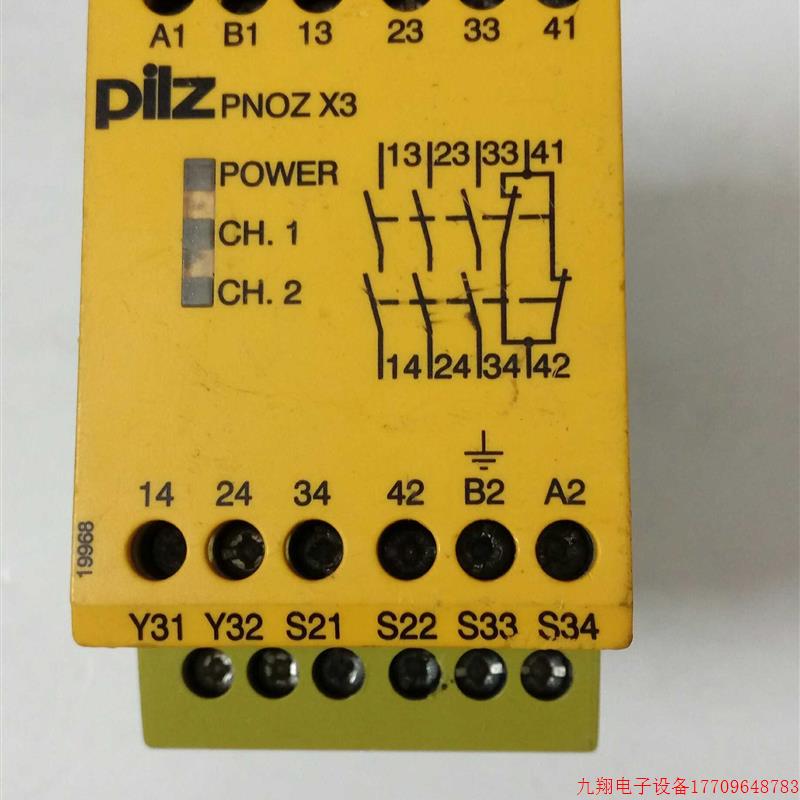 A1 B1 13 23 33 41
pilz PNOZ X3
POWER
CH. 1
CH. 2
13 23 33 41
14 24 34 42
14 24 34 42 B2 A2
19968
Y31 Y32 S21 S22 S33 S34
九翔电子设备17709648783